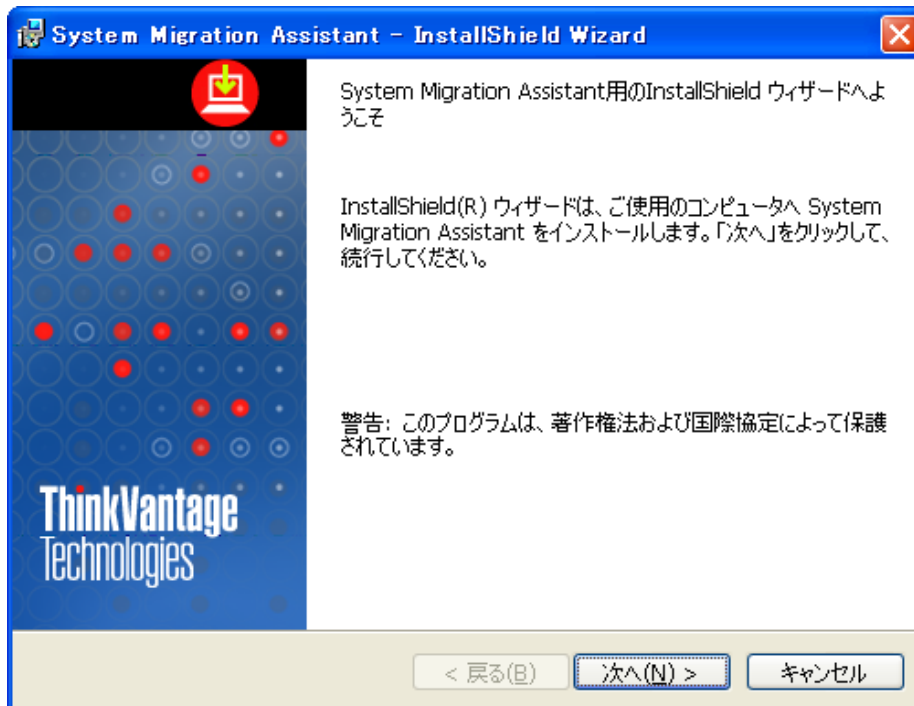 System Migration Assistant - InstallShield Wizard
System Migration Assistant用のInstallShield ウィザードへよ
うこそ
InstallShield(R) ウィザードは、ご使用のコンピュータへ System
Migration Assistant をインストールします。「次へ」をクリックして、
続行してください。
警告: このプログラムは、著作権法および国際協定によって保護
されています。
ThinkVantage
Technologies
< 戻る(B)
次へ(N) >
キャンセル